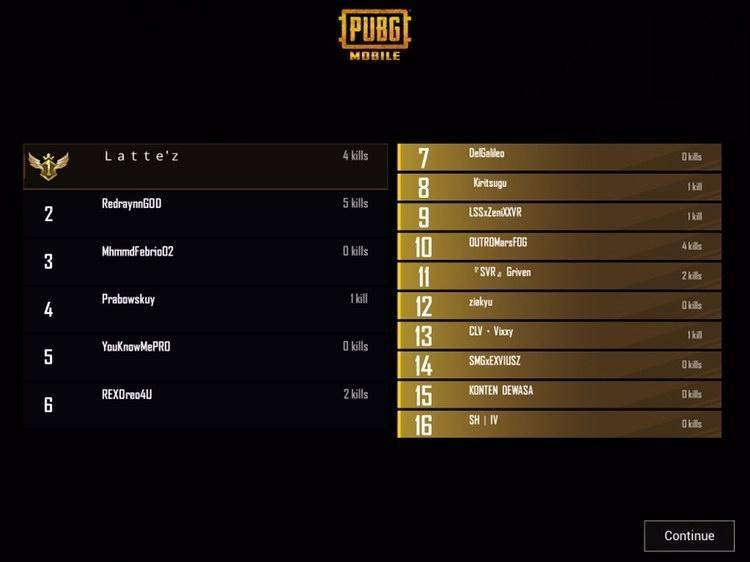 PUBG
MOBILE
1 Latte'z 4 kills
2 RedraynnGOD 5 kills
3 MhmmdFebrio02 0 kills
4 Prabowskuy 1 kill
5 YouKnowMePRO 0 kills
6 REXOreo4U 2 kills
7 DelGalileo 0 kills
8 Kiritsugu 1 kill
9 LSSxZeniXXVR 1 kill
10 OUTROMarsFOG 4 kills
11 『SVR』 Griven 2 kills
12 ziakyu 0 kills
13 CLV・Vixxy 1 kill
14 SMGxEXVIUSZ 0 kills
15 KONTEN DEWASA 0 kills
16 SH | IV 0 kills
Continue